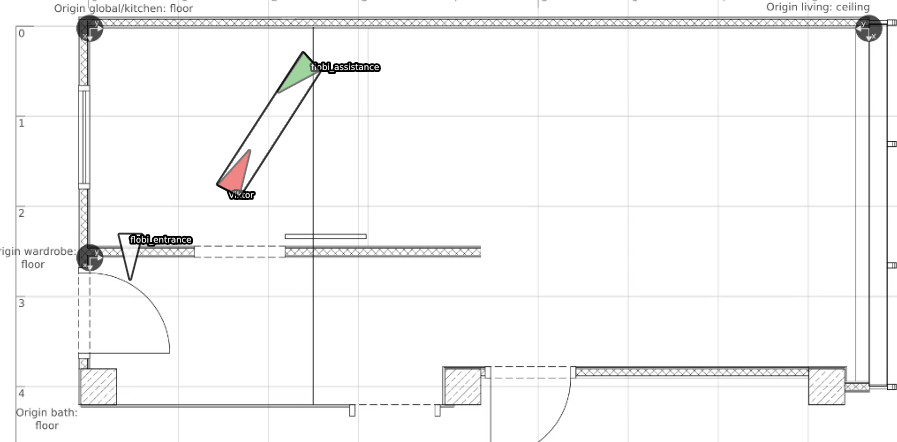 Origin global/kitchen: floor
Origin living: ceiling
0
flobi_assistance
1
viktor
2
flobi_entrance
rigin wardrobe:
floor
3
4
Origin bath:
floor